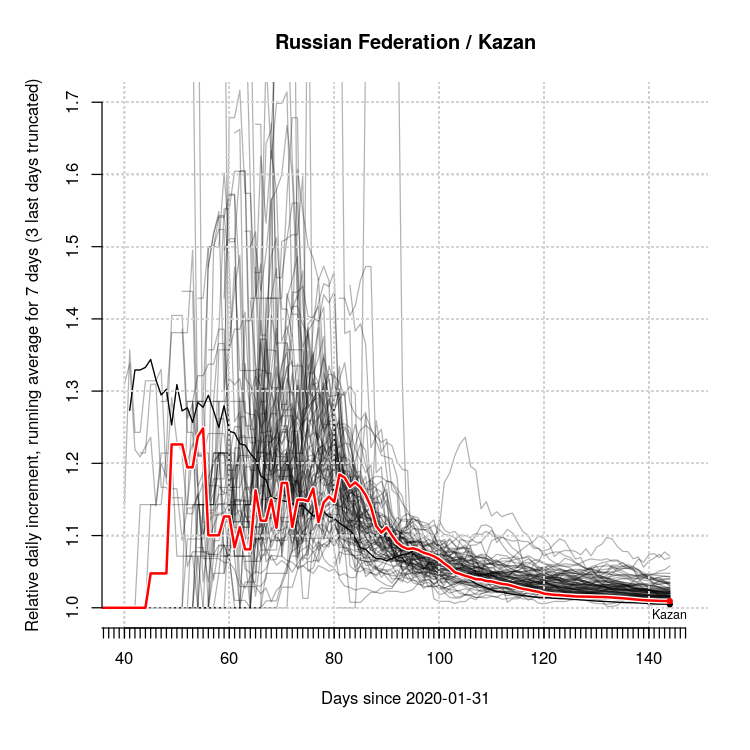 Russian Federation / Kazan
Relative daily increment, running average for 7 days (3 last days truncated)
1.7
1.6
1.5
1.4
1.3
1.2
1.1
1.0
Kazan
40 60 80 100 120 140
Days since 2020-01-31